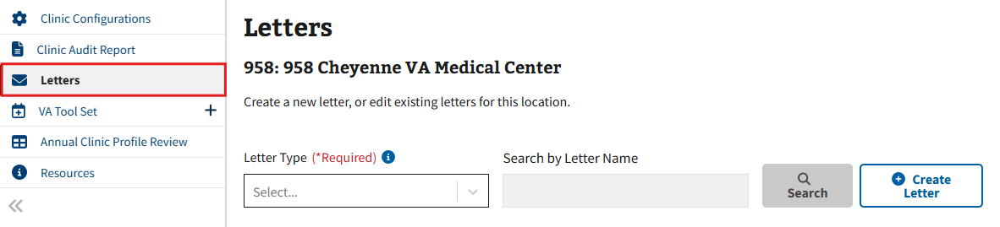 Clinic Configurations
Clinic Audit Report
Letters
VA Tool Set
Annual Clinic Profile Review
Resources
Letters
958: 958 Cheyenne VA Medical Center
Create a new letter, or edit existing letters for this location.
Letter Type (*Required)
Select...
Search by Letter Name
Search
Create
Letter